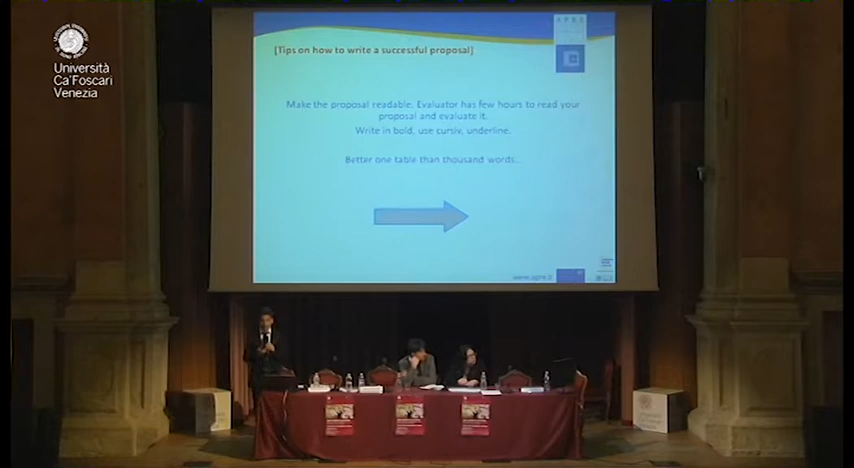 Università
Ca'Foscari
Venezia
A P R E
[Tips on how to write a successful proposal]
Make the proposal readable. Evaluator has few hours to read your
proposal and evaluate it.
Write in bold, use cursiv, underline.
Better one table than thousand words...
www.apre.it